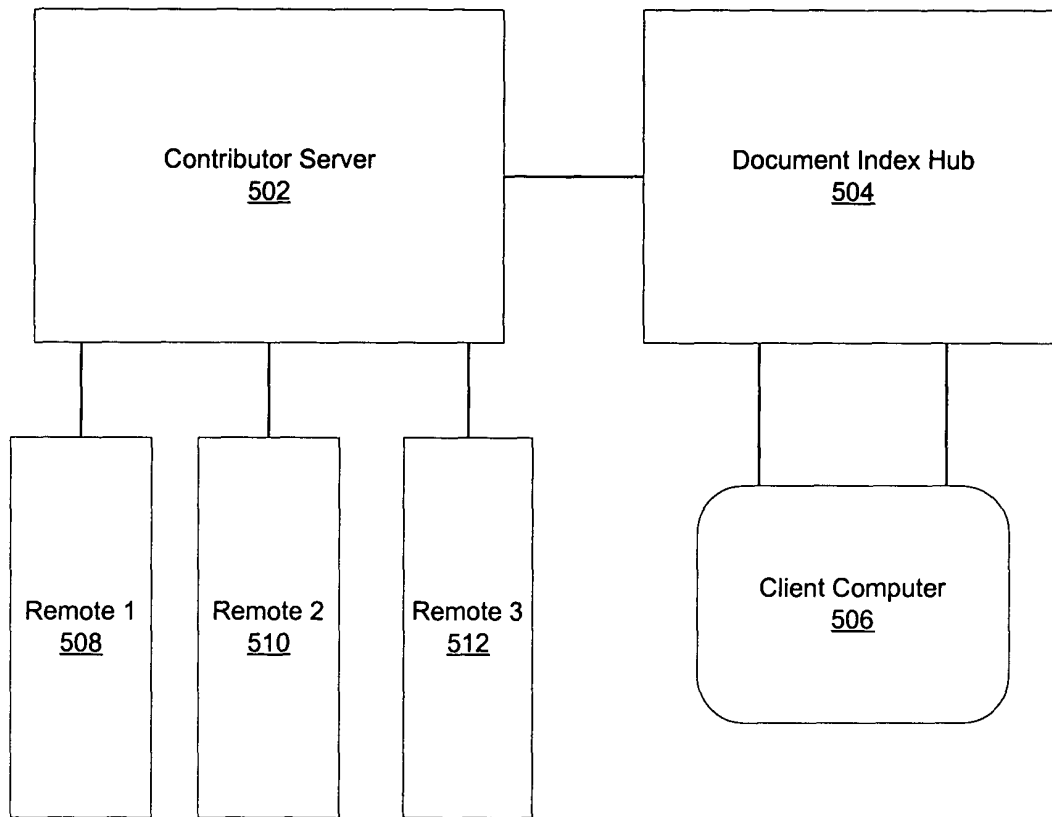 Contributor Server
502
Document Index Hub
504
Remote 1
508
Remote 2
510
Remote 3
512
Client Computer
506